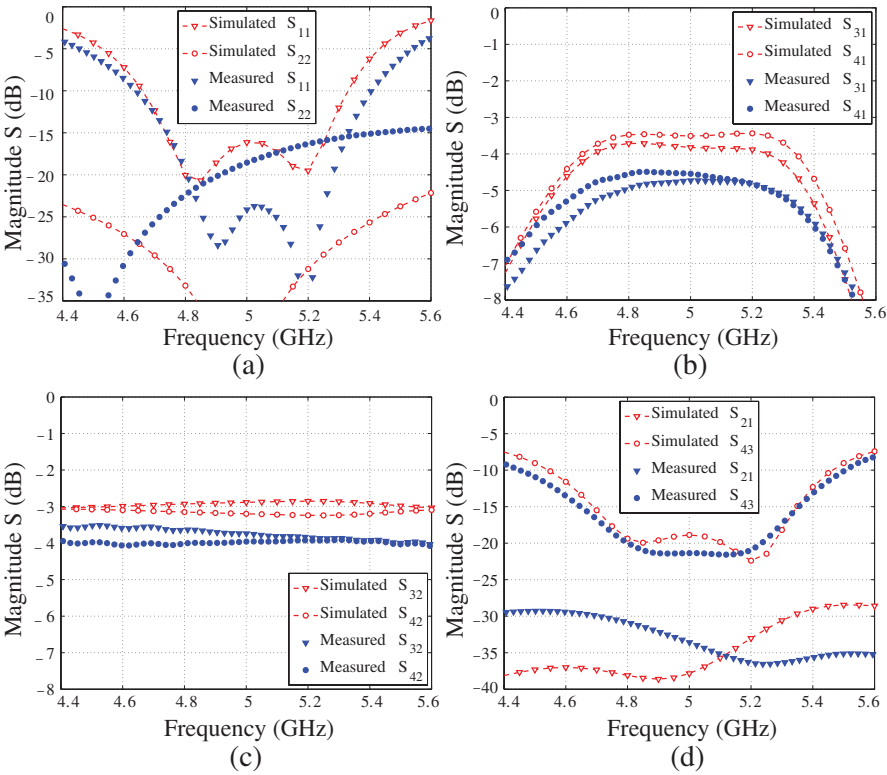 Magnitude S (dB)
0
−5
−10
−15
−20
−25
−30
−35
Simulated S11
Simulated S22
Measured S11
Measured S22
4.4 4.6 4.8 5 5.2 5.4 5.6
Frequency (GHz)
(a)
Magnitude S (dB)
0
−1
−2
−3
−4
−5
−6
−7
−8
Simulated S31
Simulated S41
Measured S31
Measured S41
4.4 4.6 4.8 5 5.2 5.4 5.6
Frequency (GHz)
(b)
Magnitude S (dB)
0
−1
−2
−3
−4
−5
−6
−7
−8
Simulated S32
Simulated S42
Measured S32
Measured S42
4.4 4.6 4.8 5 5.2 5.4 5.6
Frequency (GHz)
(c)
Magnitude S (dB)
0
−5
−10
−15
−20
−25
−30
−35
−40
Simulated S21
Simulated S43
Measured S21
Measured S43
4.4 4.6 4.8 5 5.2 5.4 5.6
Frequency (GHz)
(d)